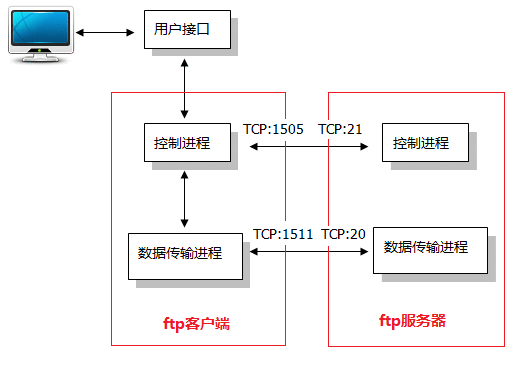 用户接口
TCP:1505 TCP:21
控制进程 控制进程
TCP:1511 TCP:20
数据传输进程 数据传输进程
ftp客户端 ftp服务器